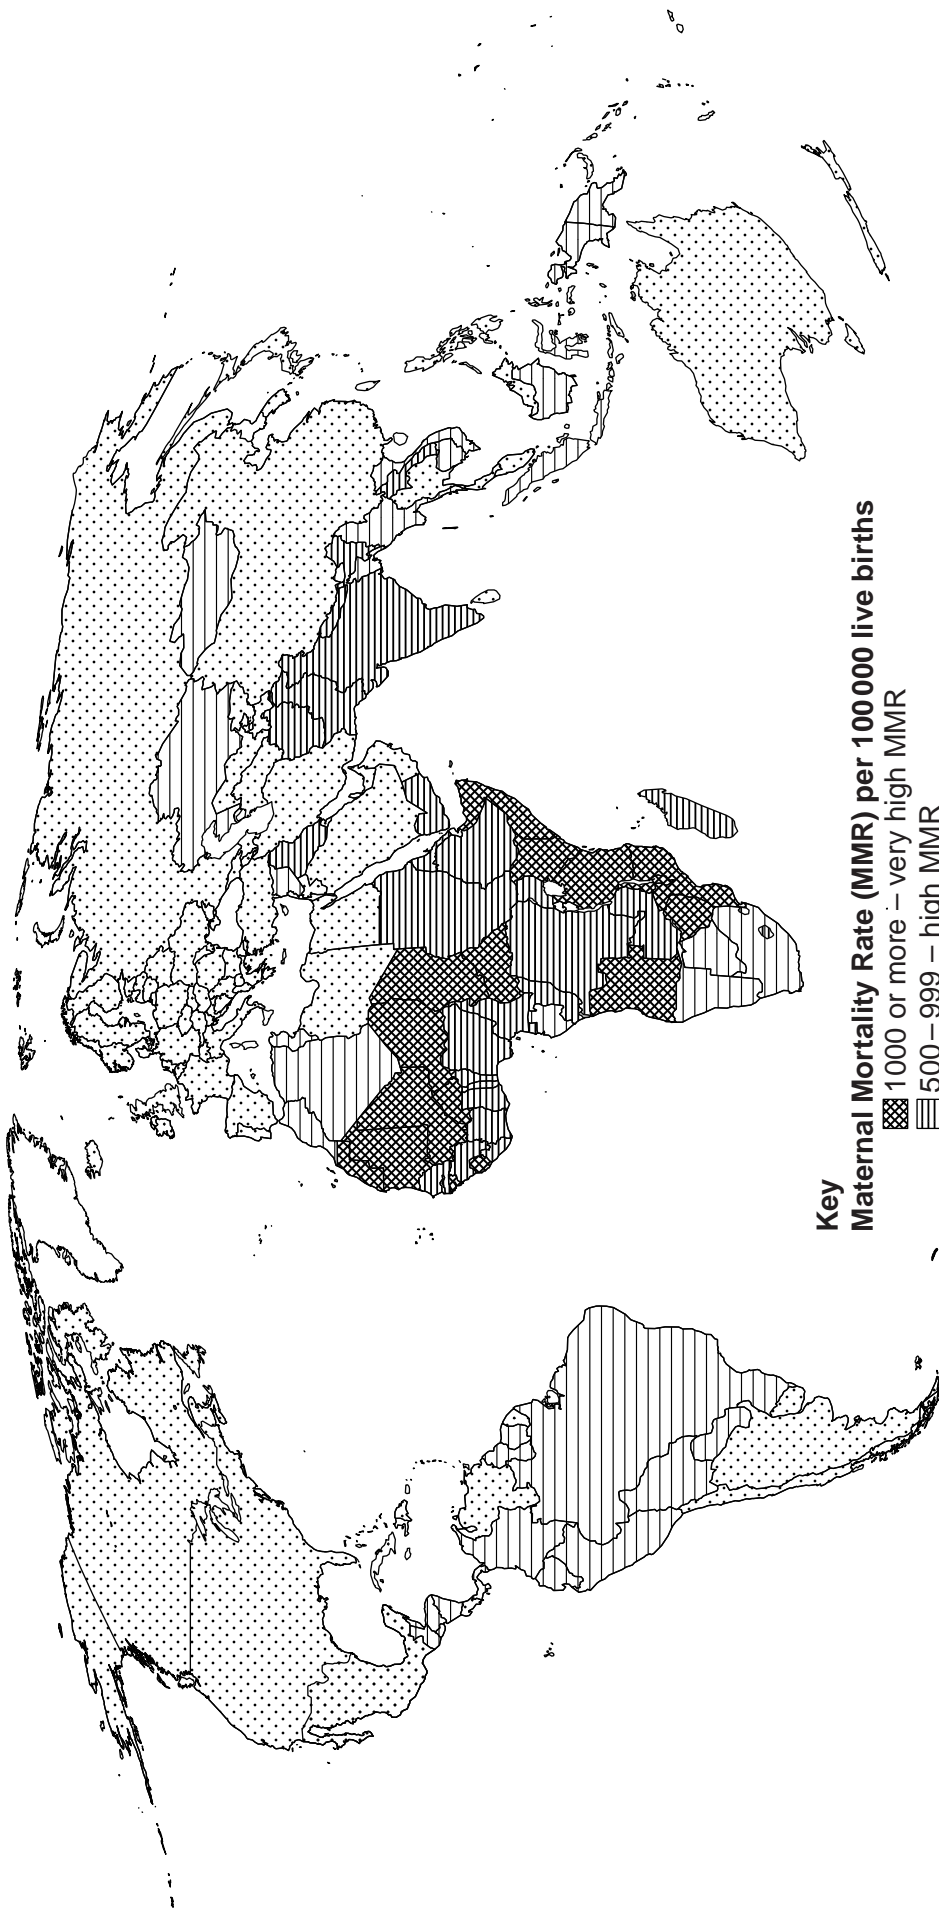 Key
Maternal Mortality Rate (MMR) per 100 000 live births
1000 or more – very high MMR
500 – 999 – high MMR